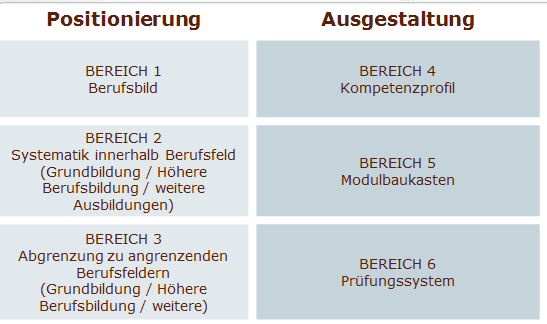 Positionierung
Ausgestaltung
BEREICH 1
Berufsbild
BEREICH 4
Kompetenzprofil
BEREICH 2
Systematik innerhalb Berufsfeld
(Grundbildung / Höhere
Berufsbildung / weitere
Ausbildungen)
BEREICH 5
Modulbaukasten
BEREICH 3
Abgrenzung zu angrenzenden
Berufsfeldern
(Grundbildung / Höhere
Berufsbildung / weitere)
BEREICH 6
Prüfungssystem